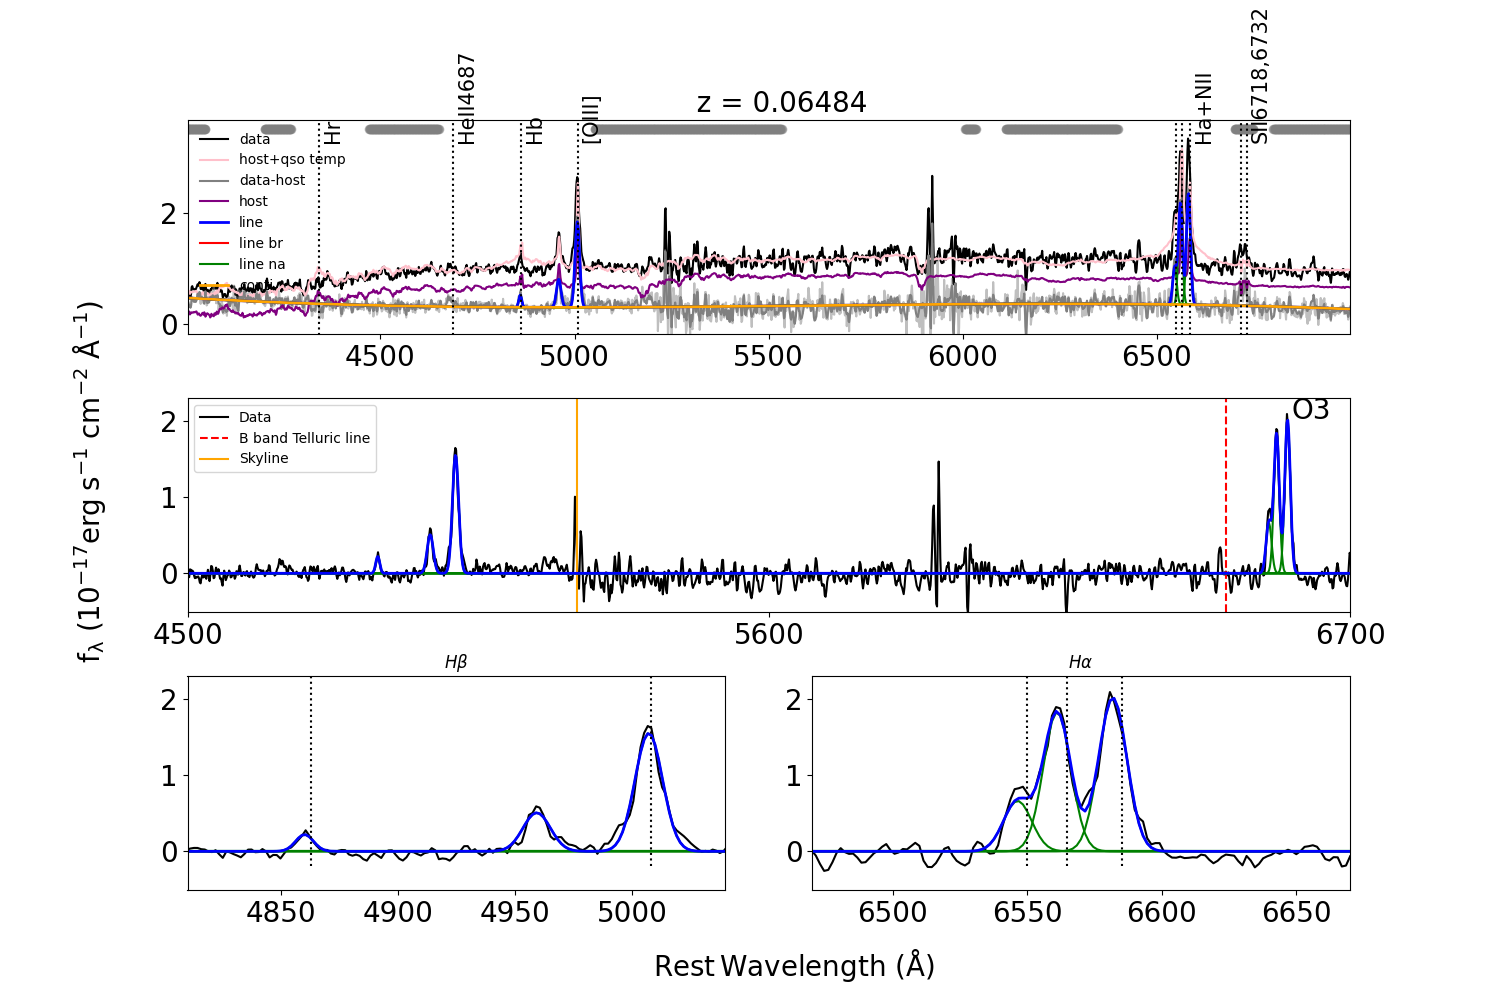 z = 0.06484
Hr
HeII4687
Hb
[OIII]
Ha+NII
SII6718,6732
data
host+qso temp
data-host
host
line
line br
line na
cont
2
0
4500 5000 5500 6000 6500
Data
B band Telluric line
Skyline
O3
2
1
0
4500 5600 6700
fλ (10⁻¹⁷erg s⁻¹ cm⁻² Å⁻¹)
Hβ
2
1
0
4850 4900 4950 5000
Hα
2
1
0
6500 6550 6600 6650
Rest Wavelength (Å)